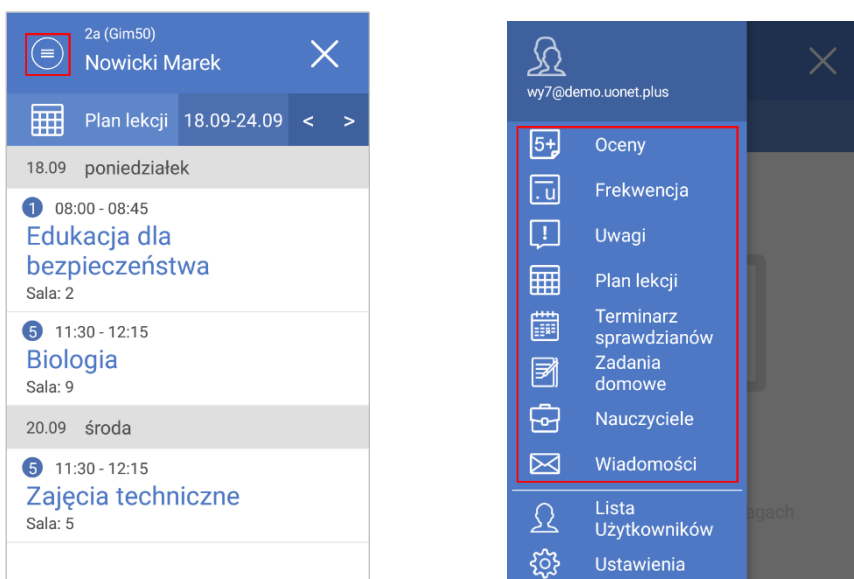 2a (Gim50)
Nowicki Marek
Plan lekcji 18.09-24.09 < >
18.09 poniedziałek
1 08:00 - 08:45
Edukacja dla
bezpieczeństwa
Sala: 2
5 11:30 - 12:15
Biologia
Sala: 9
20.09 środa
5 11:30 - 12:15
Zajęcia techniczne
Sala: 5
wy7@demo.uonet.plus
5+ Oceny
. u Frekwencja
! Uwagi
Plan lekcji
Terminarz
sprawdzianów
Zadania
domowe
Nauczyciele
Wiadomości
Lista
Użytkowników
agach
Ustawienia